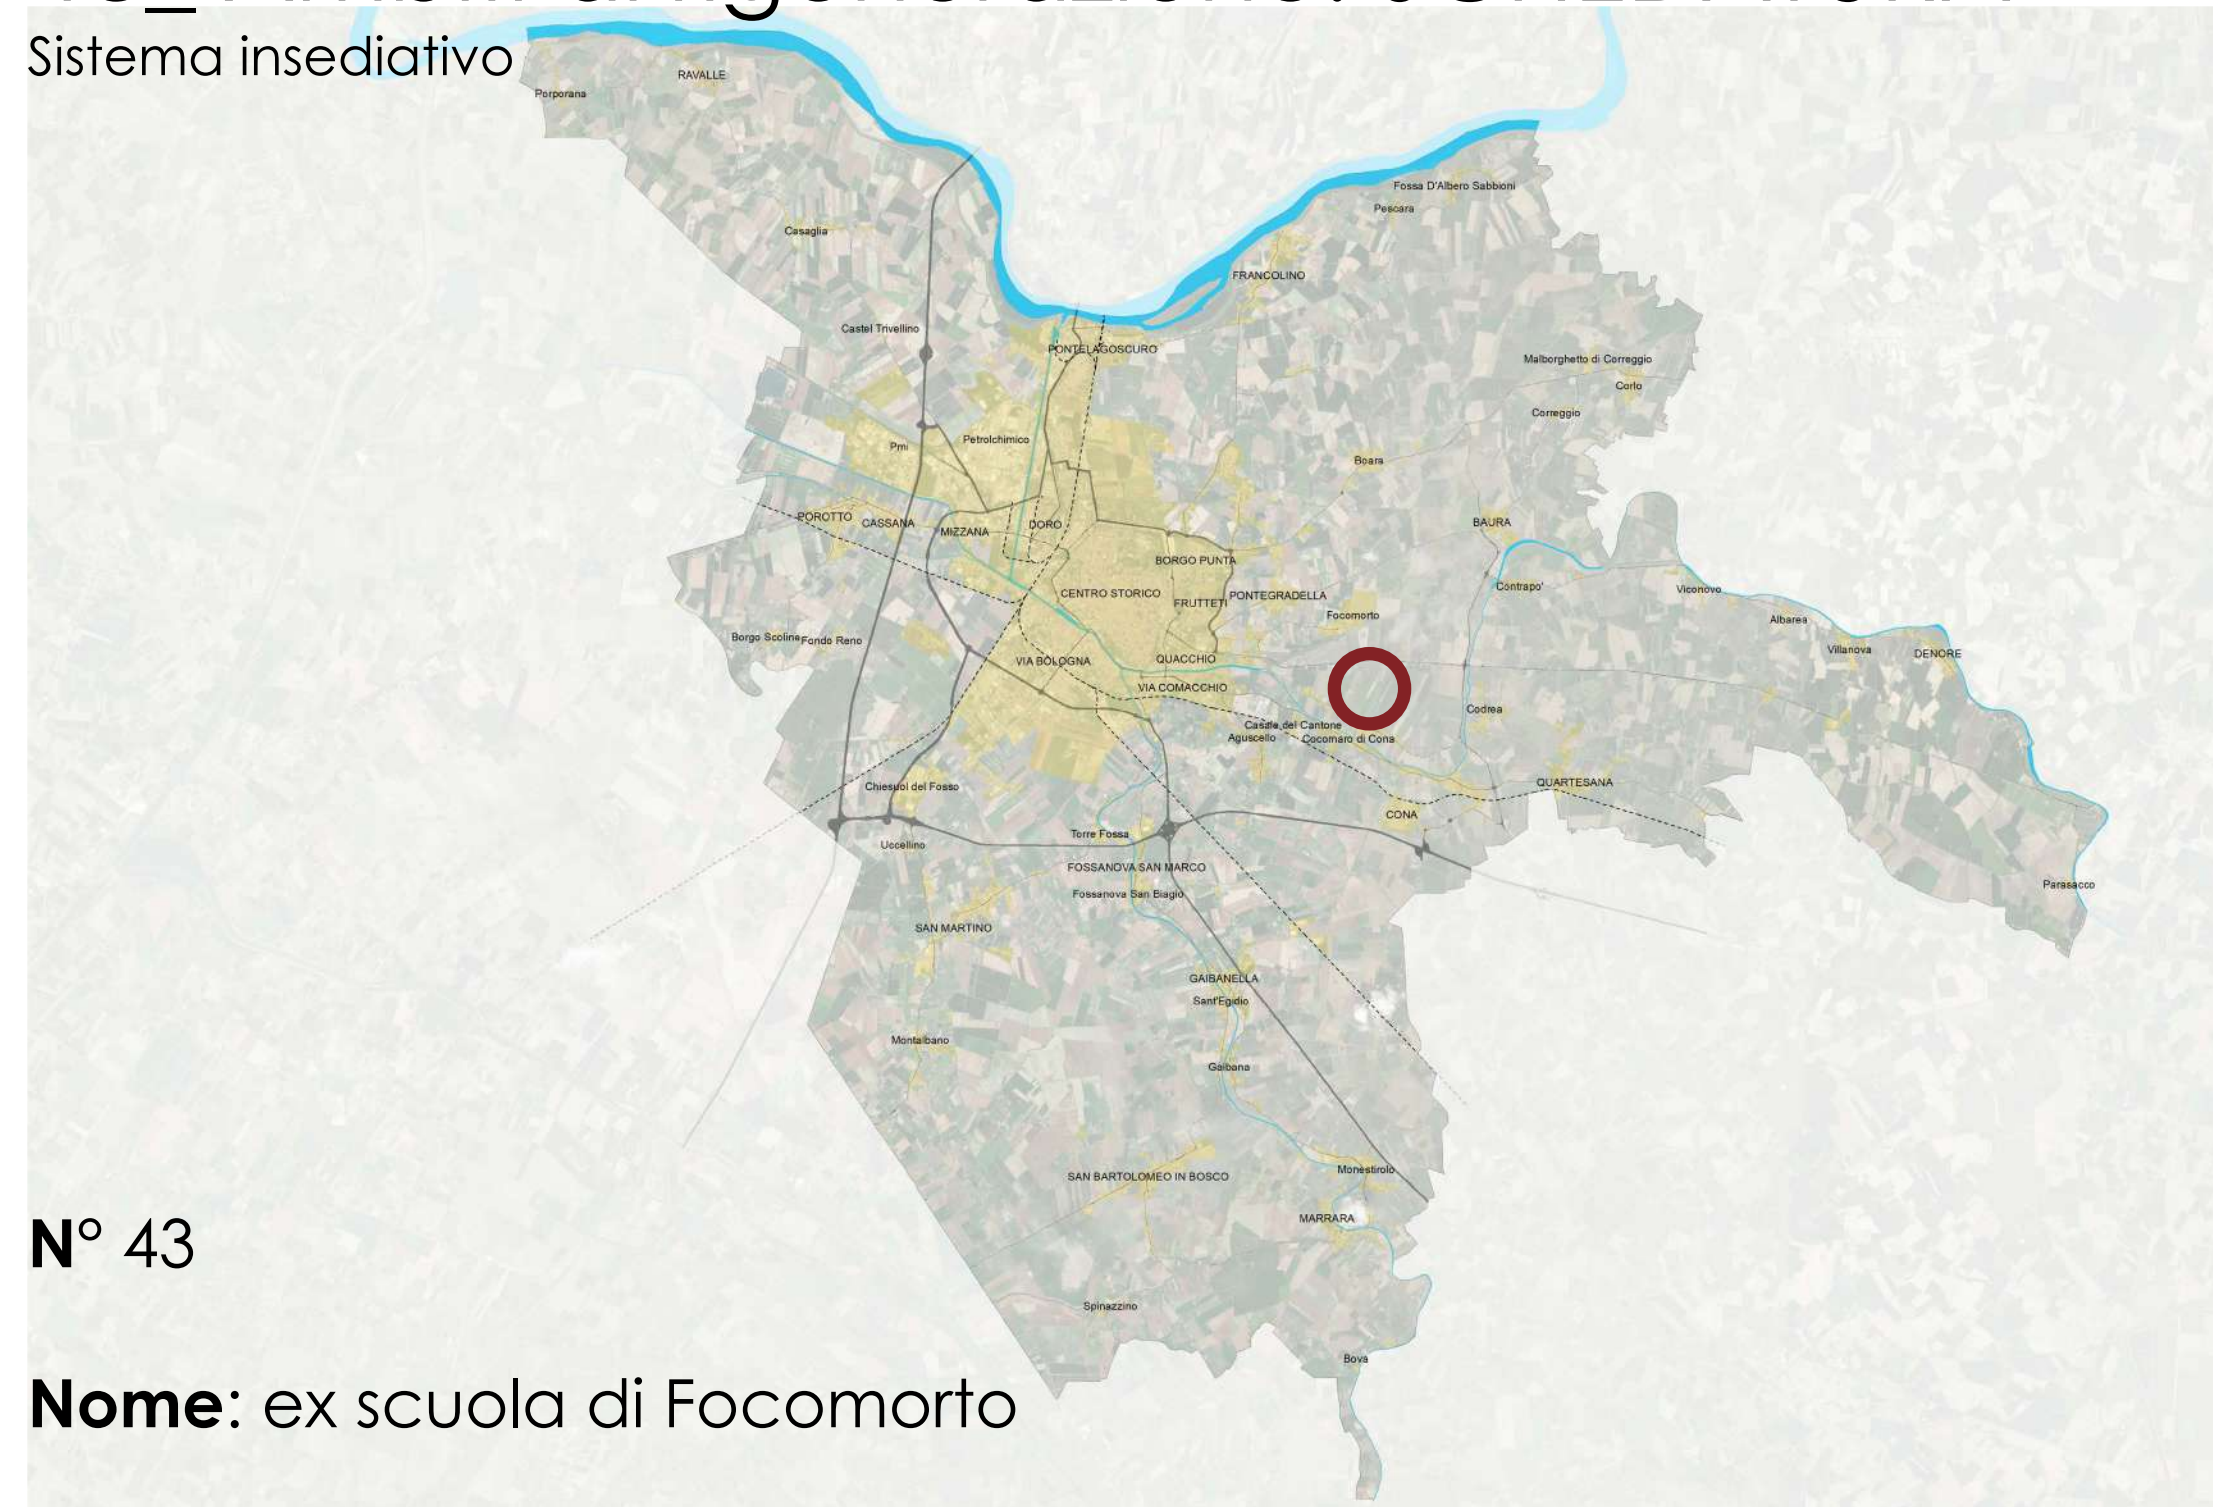 Sistema insediativo
RAVALLE
Porporana
Fossa D'Albero Sabbioni
Pescara
Casaglia
FRANCOLINO
Castel Trivellino
PONTELAGOSCURO
Malborghetto di Correggio
Corlo
Correggio
Petrolchimico
Pmi
Boara
POROTTO
CASSANA
MIZZANA
DORO
BAURA
BORGO PUNTA
CENTRO STORICO
FRUTTETI
PONTEGRADELLA
Contrapo'
Viconovo
Focomorto
Albarea
Borgo Scoline
Fondo Reno
VIA BOLOGNA
QUACCHIO
Villanova
DENORE
VIA COMACCHIO
Codrea
Casale del Cantone
Aguscello
Cocomaro di Cona
Chiesuol del Fosso
QUARTESANA
CONA
Torre Fossa
Uccellino
FOSSANOVA SAN MARCO
Fossanova San Biagio
Parasacco
SAN MARTINO
GAIBANELLA
Sant'Egidio
Montalbano
Gaibana
SAN BARTOLOMEO IN BOSCO
Monestirolo
MARRARA
N° 43
Spinazzino
Bova
Nome: ex scuola di Focomorto